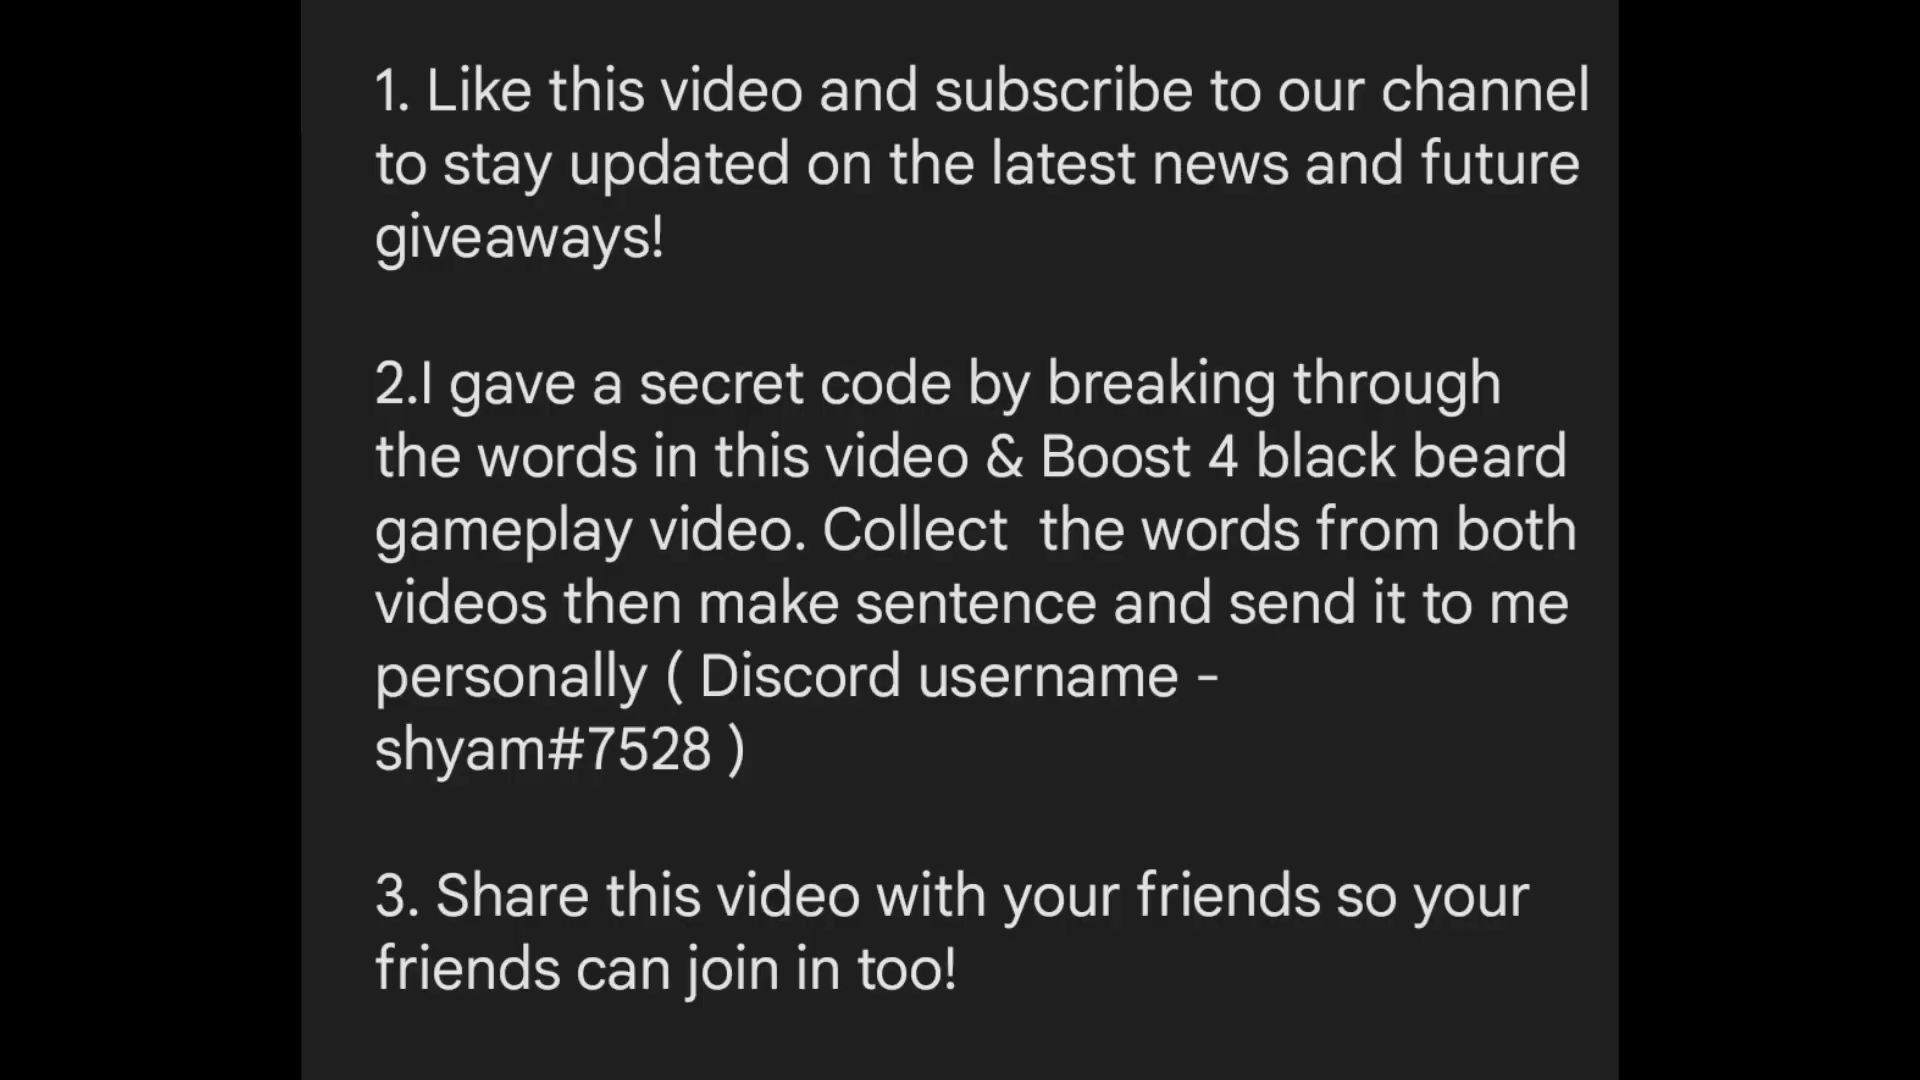 1. Like this video and subscribe to our channel
to stay updated on the latest news and future
giveaways!
2.I gave a secret code by breaking through
the words in this video & Boost 4 black beard
gameplay video. Collect  the words from both
videos then make sentence and send it to me
personally ( Discord username -
shyam#7528 )
3. Share this video with your friends so your
friends can join in too!